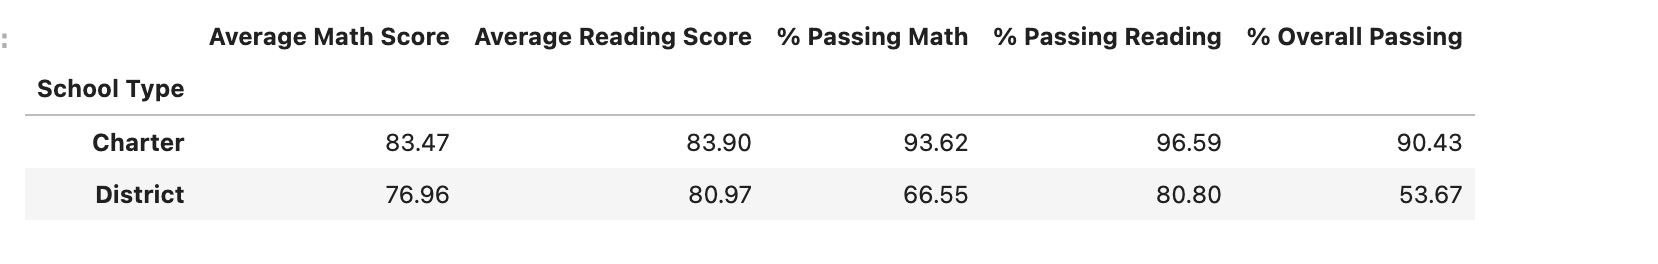 : Average Math Score Average Reading Score % Passing Math % Passing Reading % Overall Passing
School Type
Charter 83.47 83.90 93.62 96.59 90.43
District 76.96 80.97 66.55 80.80 53.67